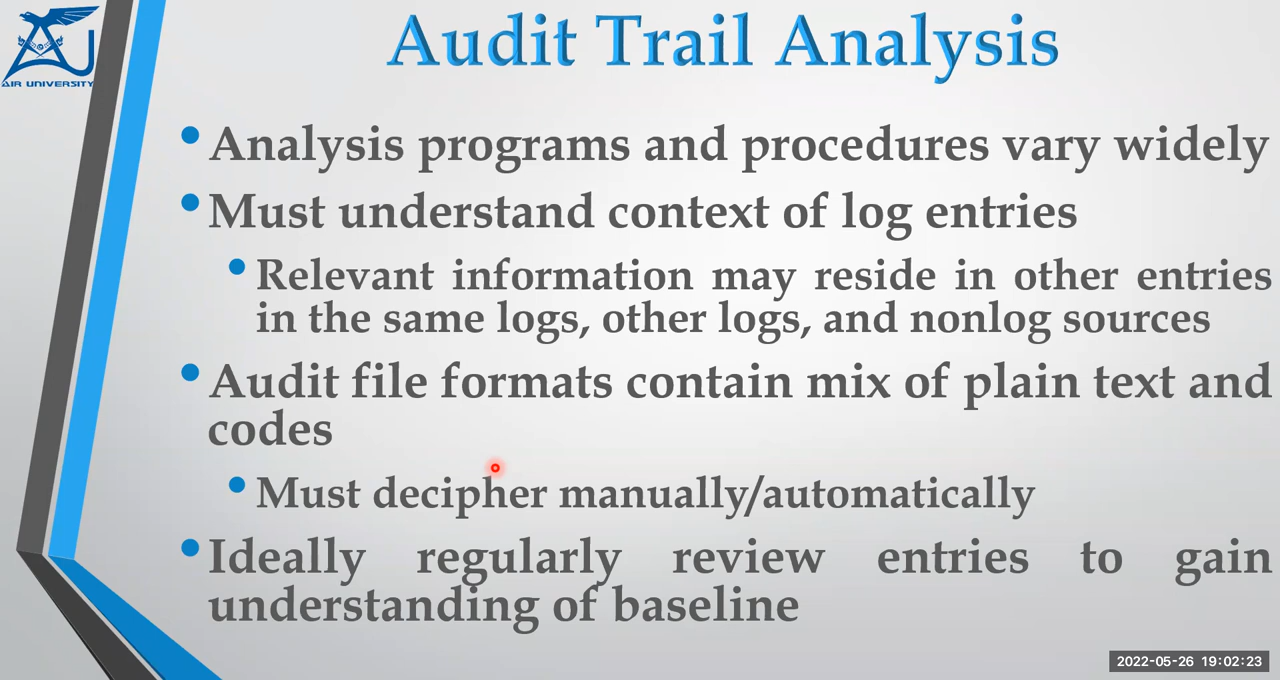 AIR UNIVERSITY
Audit Trail Analysis
• Analysis programs and procedures vary widely
• Must understand context of log entries
• Relevant information may reside in other entries
in the same logs, other logs, and nonlog sources
• Audit file formats contain mix of plain text and
codes
• Must decipher manually/automatically
• Ideally regularly review entries to gain
understanding of baseline
2022-05-26 19:02:23